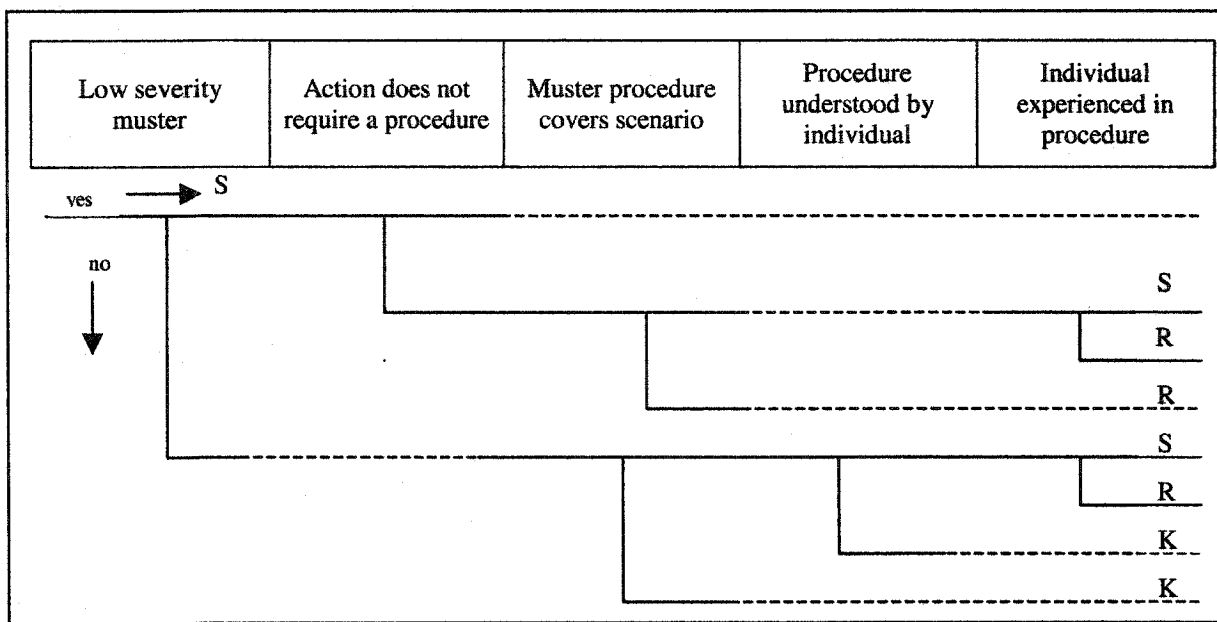 Low severity
muster
Action does not
require a procedure
Muster procedure
covers scenario
Procedure
understood by
individual
Individual
experienced in
procedure
yes
S
no
S
R
R
S
R
K
K